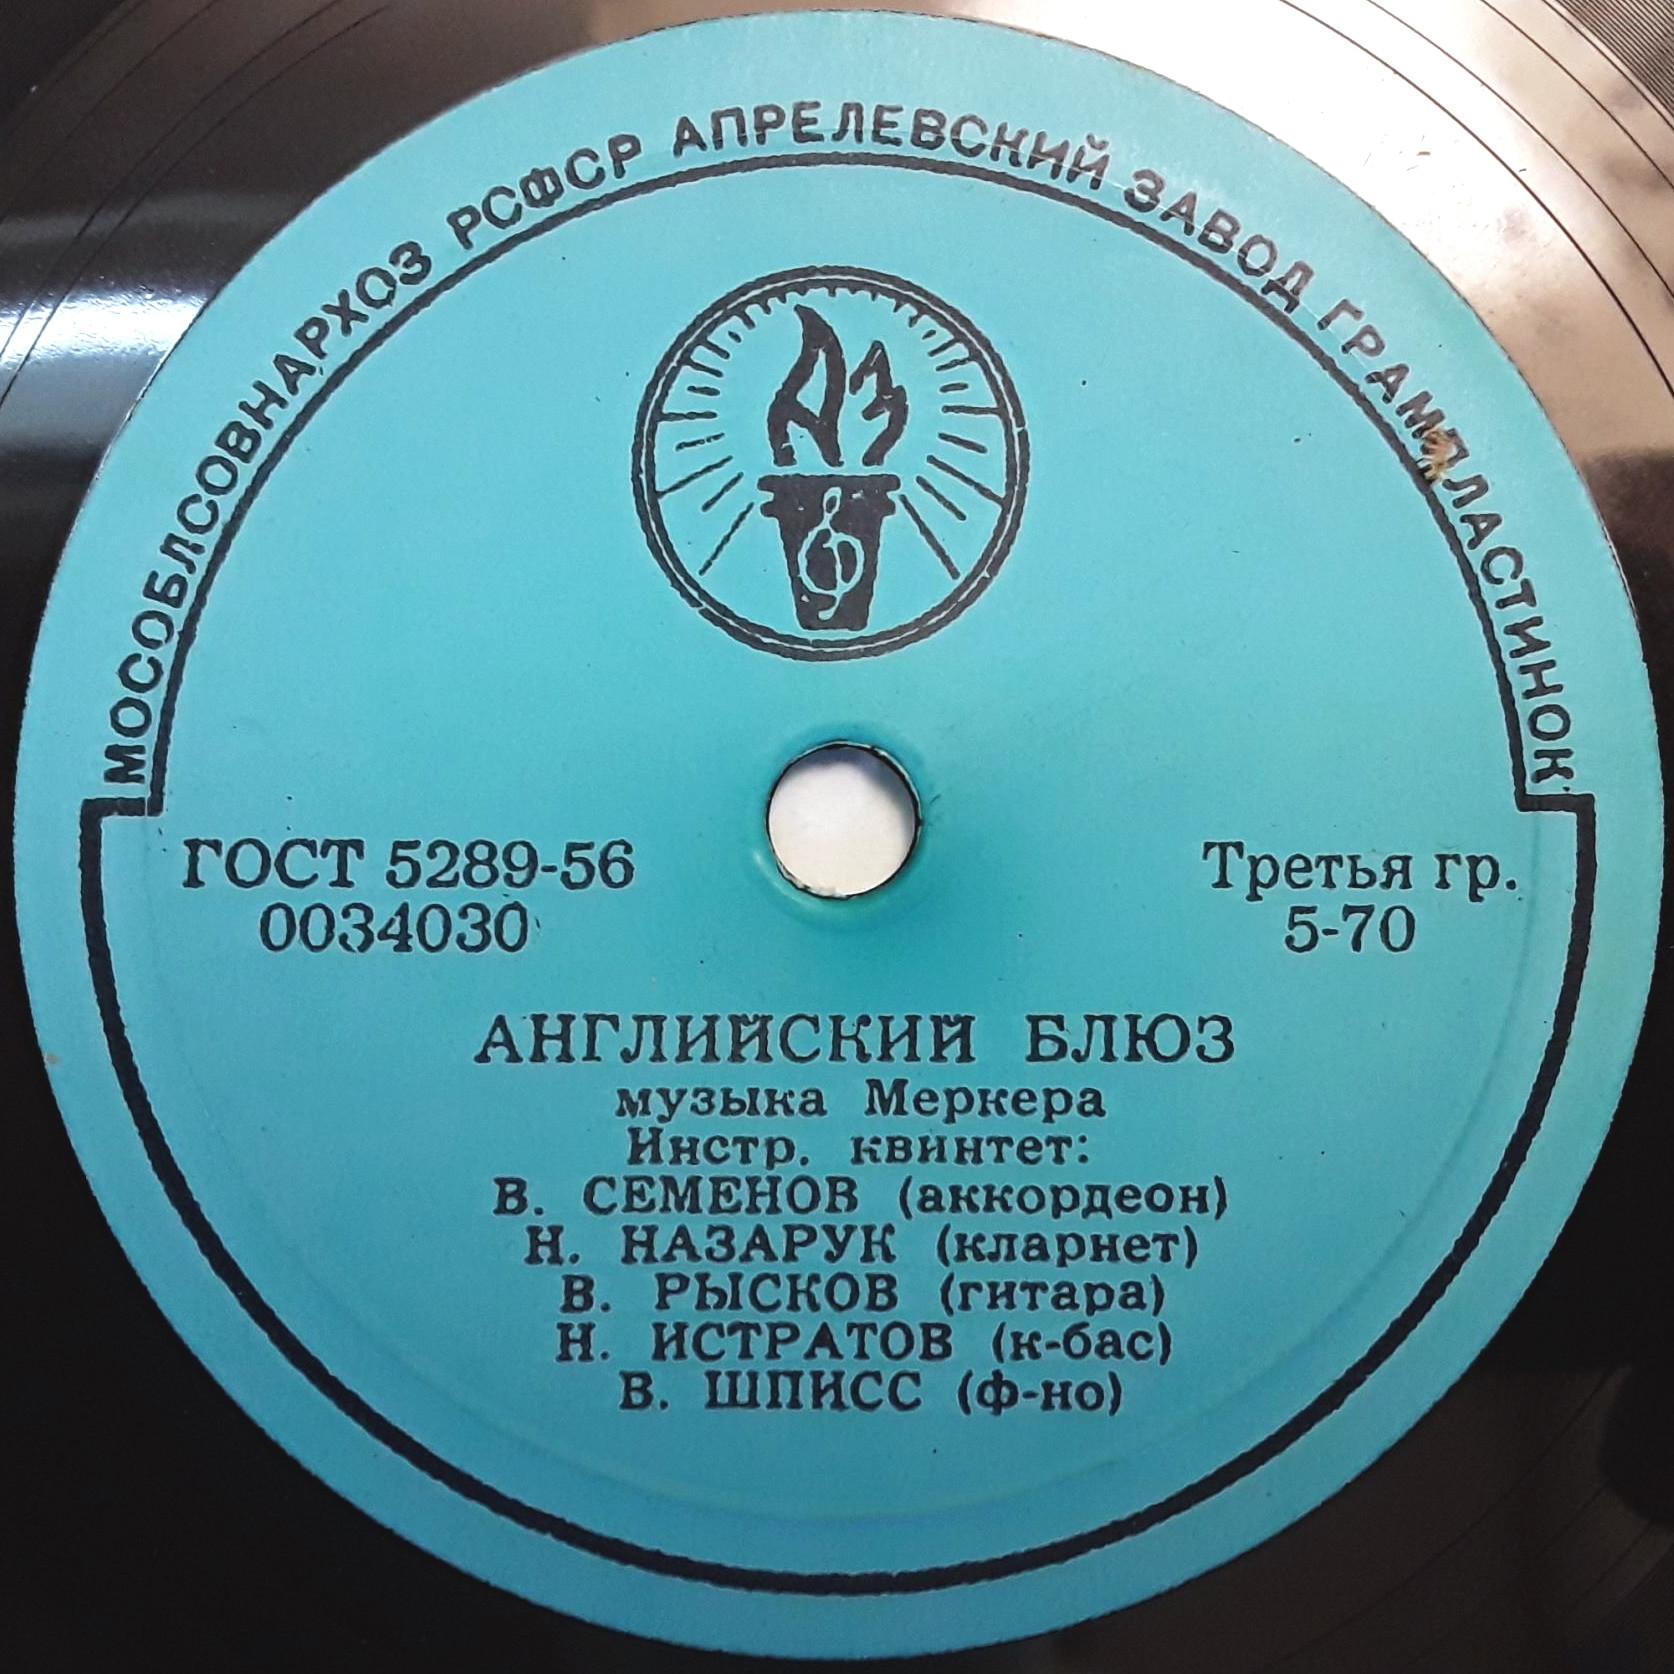 МОСОБЛСОВНАРХОЗ РСФСР АПРЕЛЕВСКИЙ ЗАВОД ГРАМПЛАСТИНОК
АЗ
ГОСТ 5289-56
0034030
Третья гр.
5-70
АНГЛИЙСКИЙ БЛЮЗ
музыка Меркера
Инстр. квинтет:
В. СЕМЕНОВ (аккордеон)
Н. НАЗАРУК (кларнет)
В. РЫСКОВ (гитара)
Н. ИСТРАТОВ (к-бас)
В. ШПИСС (ф-но)